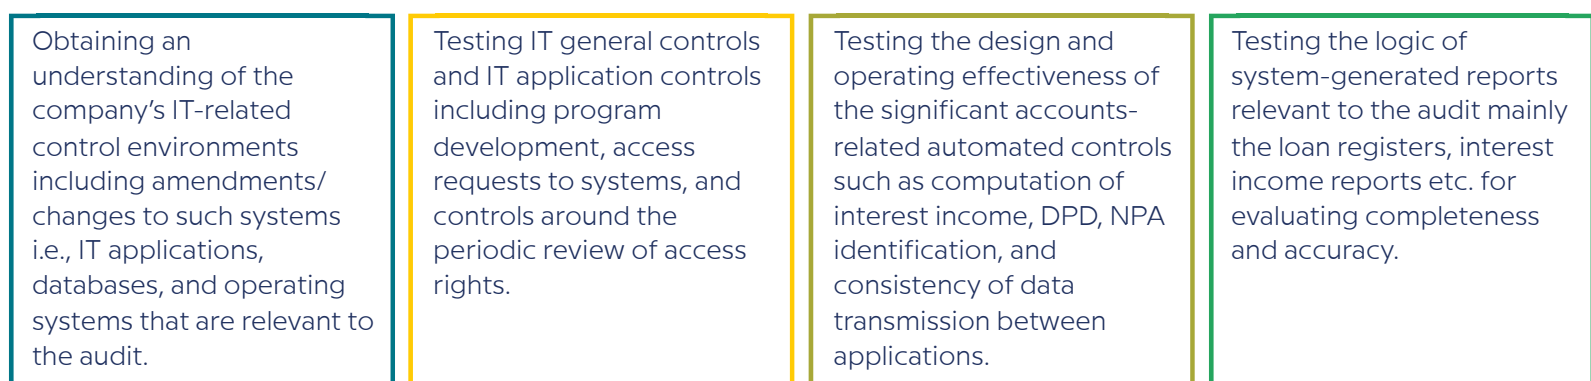 Obtaining an
understanding of the
company's IT-related
control environments
including amendments/
changes to such systems
i.e., IT applications,
databases, and operating
systems that are relevant to
the audit.
Testing IT general controls
and IT application controls
including program
development, access
requests to systems, and
controls around the
periodic review of access
rights.
Testing the design and
operating effectiveness of
the significant accounts-
related automated controls
such as computation of
interest income, DPD, NPA
identification, and
consistency of data
transmission between
applications.
Testing the logic of
system-generated reports
relevant to the audit mainly
the loan registers, interest
income reports etc. for
evaluating completeness
and accuracy.